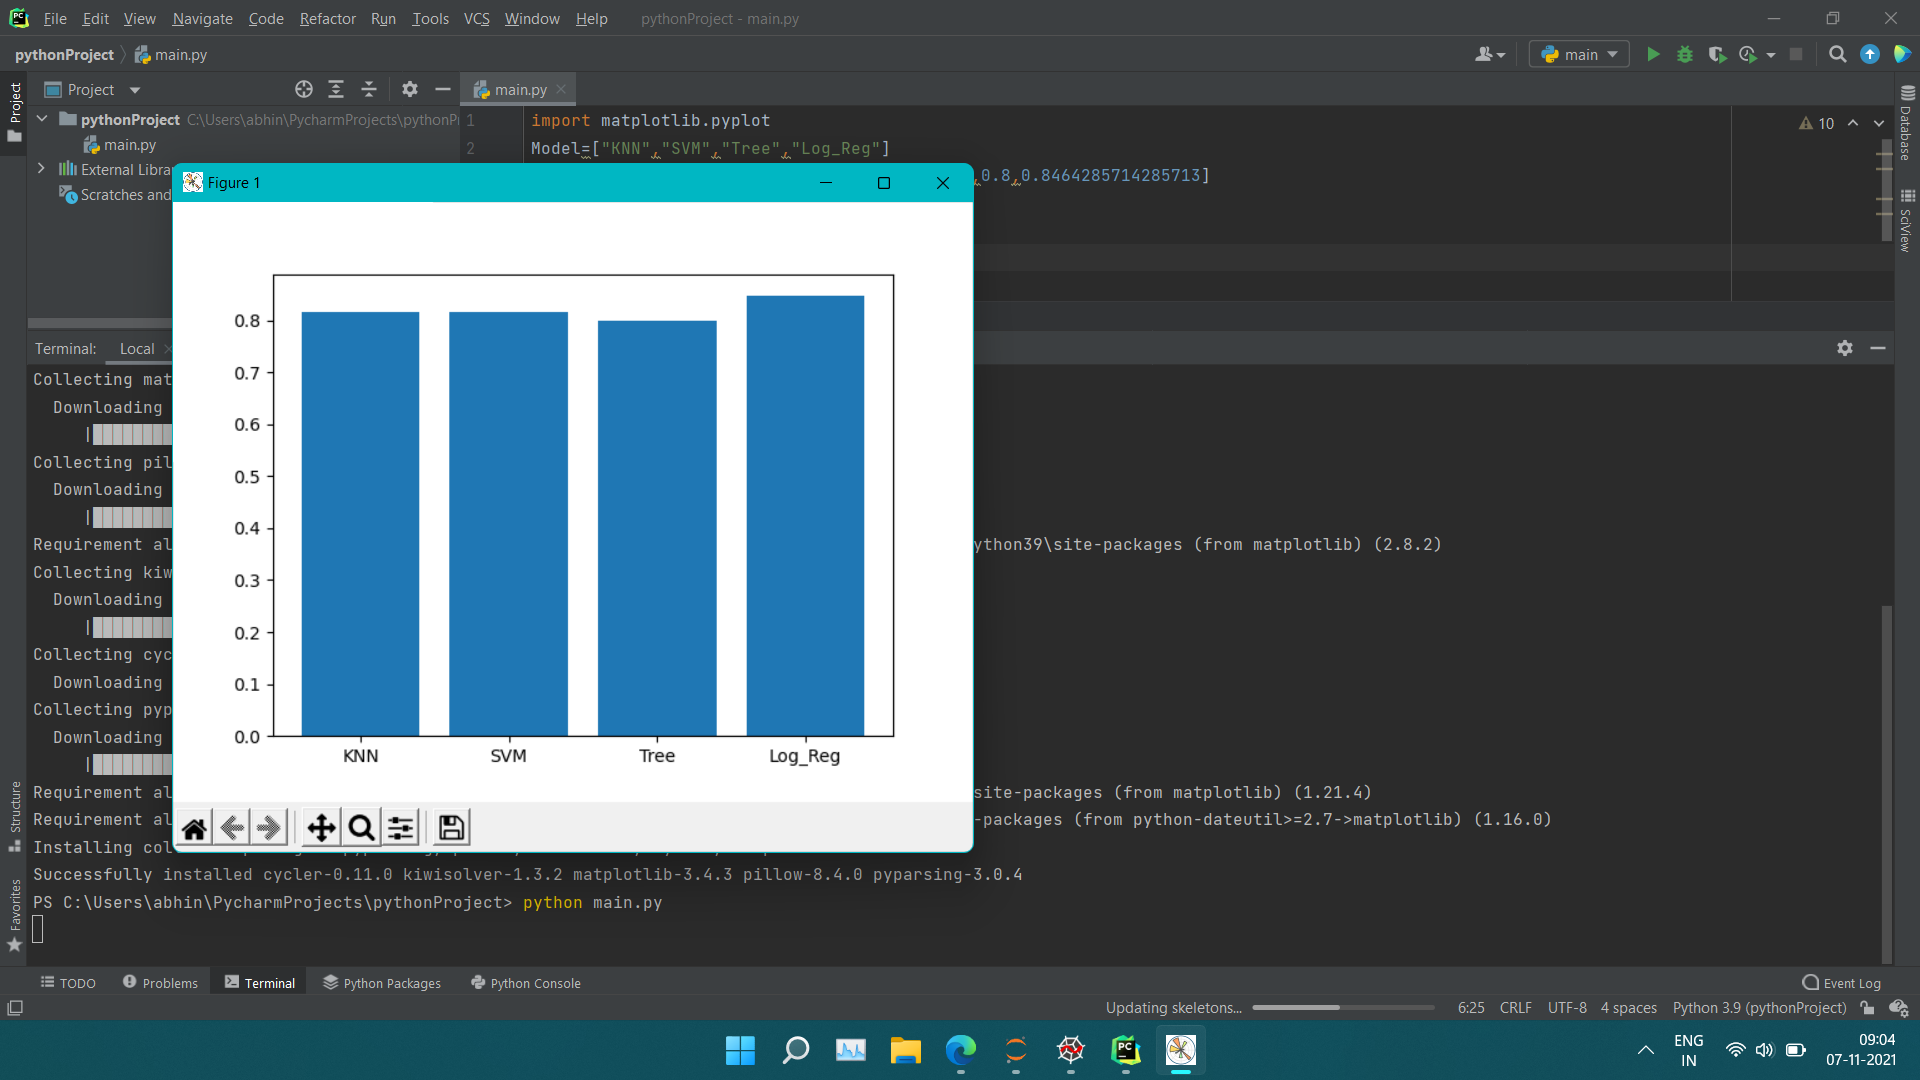 File Edit View Navigate Code Refactor Run Tools VCS Window Help pythonProject - main.py
pythonProject main.py
main
Project
Project
main.py
pythonProject C:\Users\abhin\PycharmProjects\pythonP
main.py
External Libra
Scratches and
1 import matplotlib.pyplot
2 Model=["KNN","SVM","Tree","Log_Reg"]
,0.8,0.8464285714285713]
10
Database
SciView
Figure 1
0.8
0.7
0.6
0.5
0.4
0.3
0.2
0.1
0.0
KNN SVM Tree Log_Reg
Terminal: Local
Collecting mat
Downloading
Collecting pil
Downloading
Requirement al ython39\site-packages (from matplotlib) (2.8.2)
Collecting kiw
Downloading
Collecting cyc
Downloading
Collecting pyp
Downloading
Requirement al site-packages (from matplotlib) (1.21.4)
Requirement al -packages (from python-dateutil>=2.7->matplotlib) (1.16.0)
Installing col
Successfully installed cycler-0.11.0 kiwisolver-1.3.2 matplotlib-3.4.3 pillow-8.4.0 pyparsing-3.0.4
PS C:\Users\abhin\PycharmProjects\pythonProject> python main.py
Structure
Favorites
TODO Problems Terminal Python Packages Python Console Event Log
Updating skeletons... 6:25 CRLF UTF-8 4 spaces Python 3.9 (pythonProject)
PC
ENG
IN
09:04
07-11-2021